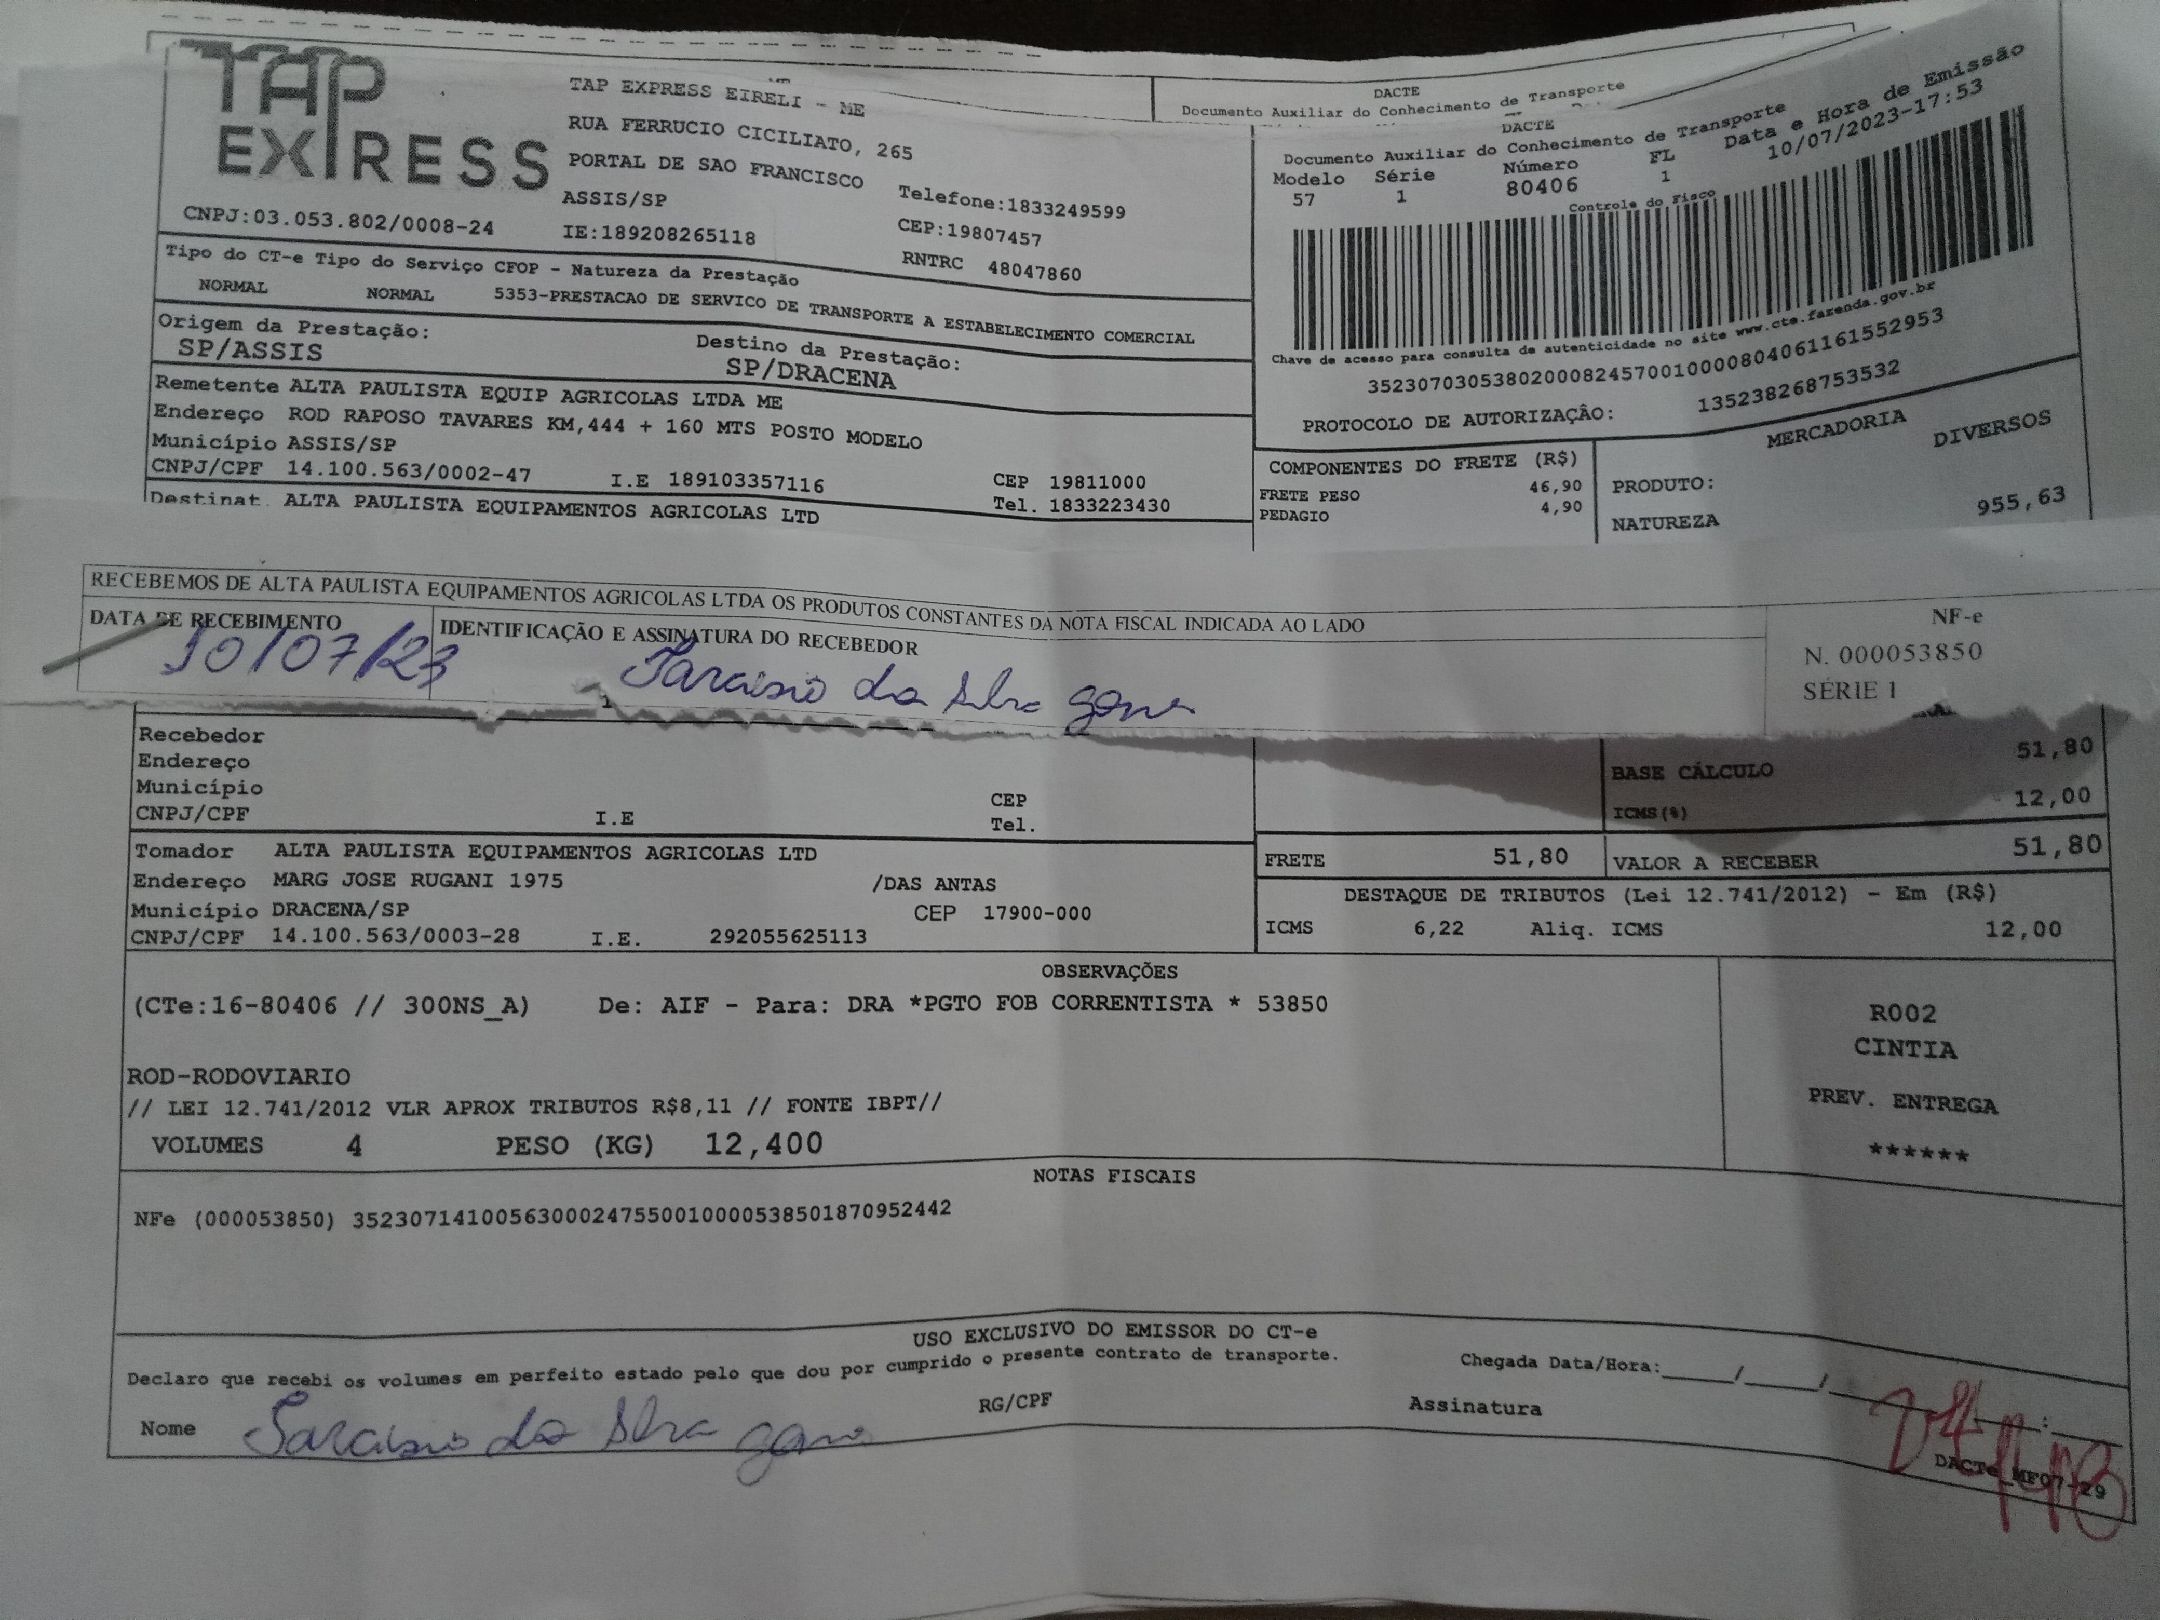 TAP
EXPRESS
TAP EXPRESS EIRELI - ME
RUA FERRUCIO CICILIATO, 265
PORTAL DE SAO FRANCISCO
ASSIS/SP
Telefone:1833249599
CNPJ:03.053.802/0008-24
IE:189208265118
CEP:19807457
RNTRC 48047860
DACTE
Documento Auxiliar do Conhecimento de Transporte
DACTE
Documento Auxiliar do Conhecimento de Transporte
Modelo Série Número FL Data e Hora de Emissão
57 1 80406 1 10/07/2023-17:53
Controle do Fisco
Chave de acesso para consulta de autenticidade no site www.cte.fazenda.gov.br
35230703053802000824570010000804061161552953
PROTOCOLO DE AUTORIZAÇÃO: 135238268753532
Tipo do CT-e Tipo do Serviço CFOP - Natureza da Prestação
NORMAL NORMAL 5353-PRESTACAO DE SERVICO DE TRANSPORTE A ESTABELECIMENTO COMERCIAL
Origem da Prestação: Destino da Prestação:
SP/ASSIS SP/DRACENA
Remetente ALTA PAULISTA EQUIP AGRICOLAS LTDA ME
Endereço ROD RAPOSO TAVARES KM,444 + 160 MTS POSTO MODELO
Município ASSIS/SP
CNPJ/CPF 14.100.563/0002-47 I.E 189103357116 CEP 19811000
Tel. 1833223430
Destinat. ALTA PAULISTA EQUIPAMENTOS AGRICOLAS LTD
COMPONENTES DO FRETE (R$)
FRETE PESO 46,90
PEDAGIO 4,90
MERCADORIA
PRODUTO: DIVERSOS
NATUREZA 955,63
RECEBEMOS DE ALTA PAULISTA EQUIPAMENTOS AGRICOLAS LTDA OS PRODUTOS CONSTANTES DA NOTA FISCAL INDICADA AO LADO
DATA DE RECEBIMENTO
10/07/23
IDENTIFICAÇÃO E ASSINATURA DO RECEBEDOR
NF-e
N. 000053850
SÉRIE 1
Recebedor
Endereço
Município
CNPJ/CPF I.E CEP
Tel.
51,80
BASE CÁLCULO
12,00
ICMS(%)
Tomador ALTA PAULISTA EQUIPAMENTOS AGRICOLAS LTD
Endereço MARG JOSE RUGANI 1975 /DAS ANTAS
Município DRACENA/SP CEP 17900-000
CNPJ/CPF 14.100.563/0003-28 I.E. 292055625113
FRETE 51,80 VALOR A RECEBER 51,80
DESTAQUE DE TRIBUTOS (Lei 12.741/2012) - Em (R$)
ICMS 6,22 Aliq. ICMS 12,00
OBSERVAÇÕES
(CTe:16-80406 // 300NS_A) De: AIF - Para: DRA *PGTO FOB CORRENTISTA * 53850
ROD-RODOVIARIO
// LEI 12.741/2012 VLR APROX TRIBUTOS R$8,11 // FONTE IBPT//
VOLUMES 4 PESO (KG) 12,400
R002
CINTIA
PREV. ENTREGA
******
NOTAS FISCAIS
NFe (000053850) 35230714100563000247550010000538501870952442
USO EXCLUSIVO DO EMISSOR DO CT-e
Declaro que recebi os volumes em perfeito estado pelo que dou por cumprido o presente contrato de transporte.
Chegada Data/Hora:____/____/____ __:__
Nome RG/CPF Assinatura
DACTe_MF07-29